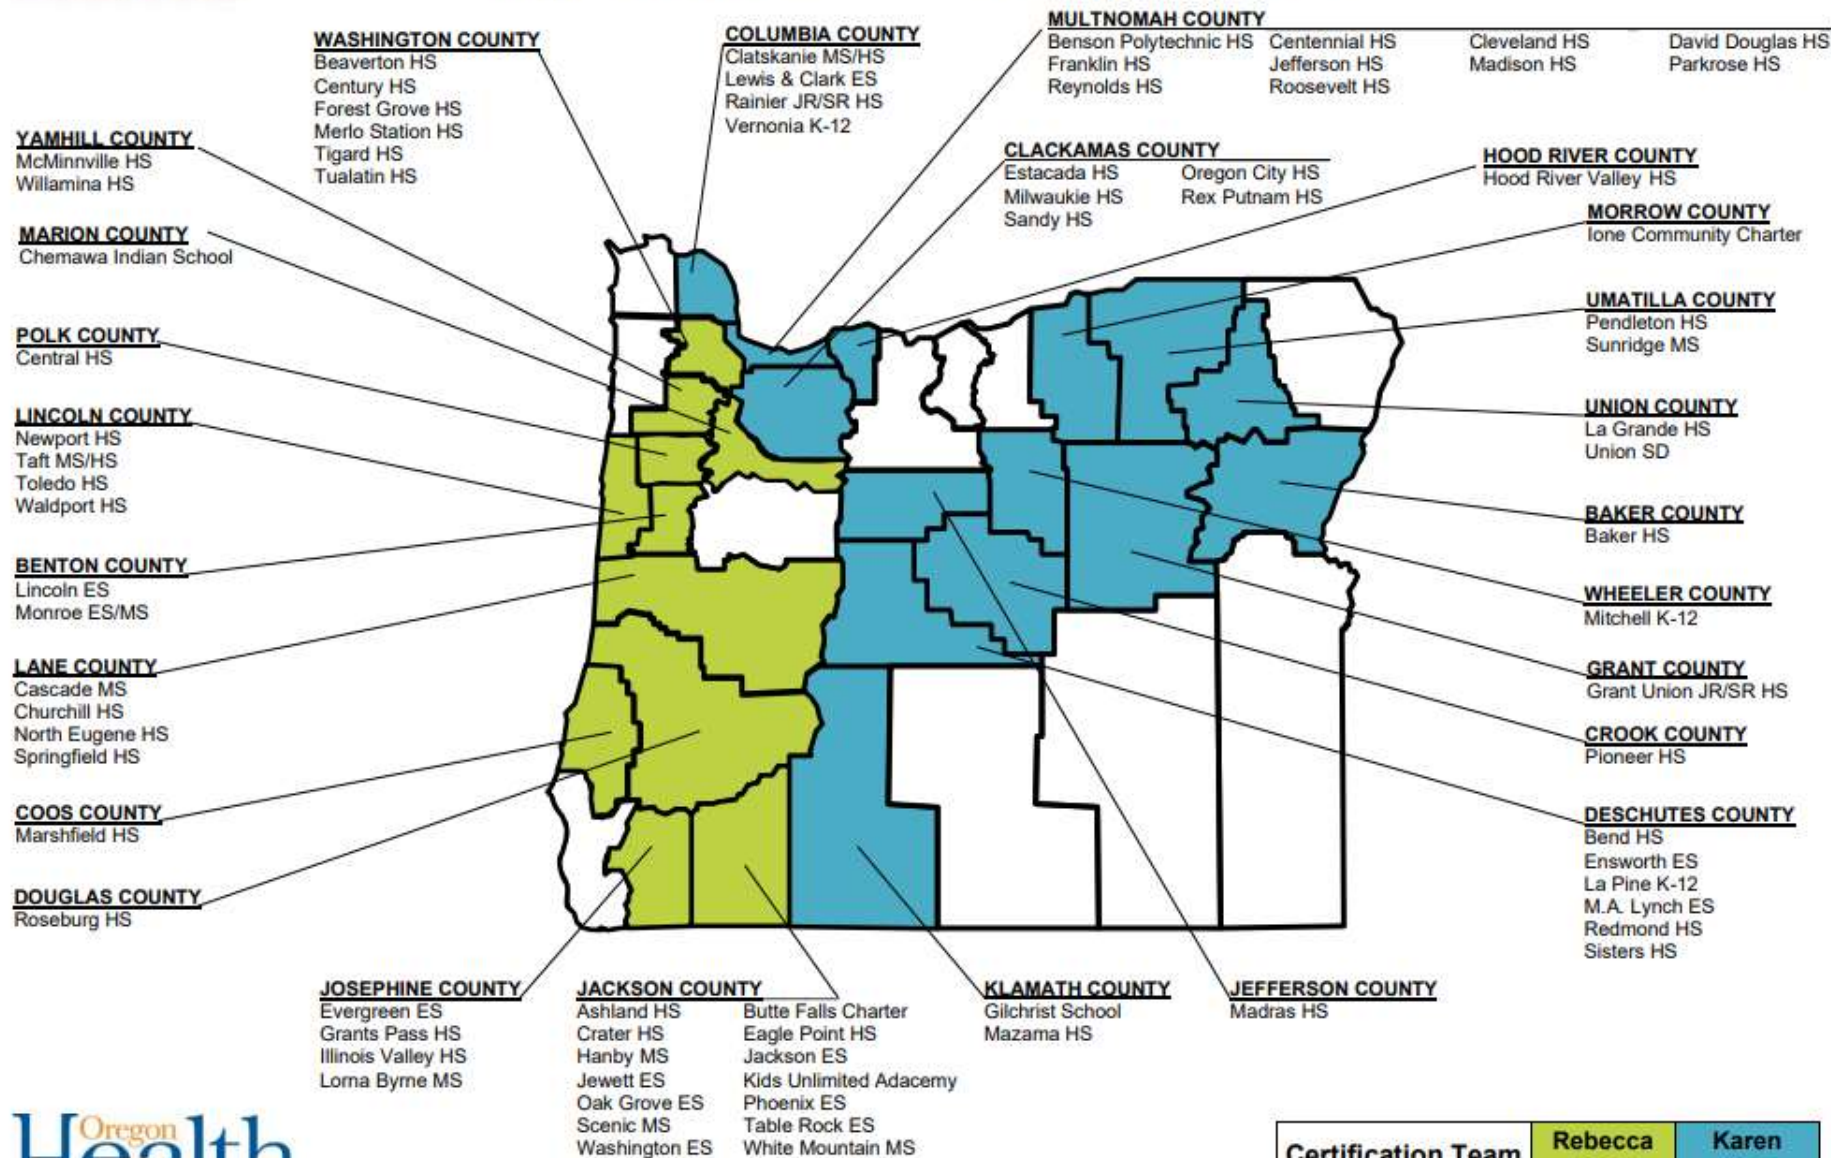 WASHINGTON COUNTY
Beaverton HS
Century HS
Forest Grove HS
Merlo Station HS
Tigard HS
Tualatin HS
COLUMBIA COUNTY
Clatskanie MS/HS
Lewis & Clark ES
Rainier JR/SR HS
Vernonia K-12
MULTNOMAH COUNTY
Benson Polytechnic HS Centennial HS Cleveland HS David Douglas HS
Franklin HS Jefferson HS Madison HS Parkrose HS
Reynolds HS Roosevelt HS
YAMHILL COUNTY
McMinnville HS
Willamina HS
CLACKAMAS COUNTY
Estacada HS Oregon City HS
Milwaukie HS Rex Putnam HS
Sandy HS
HOOD RIVER COUNTY
Hood River Valley HS
MARION COUNTY
Chemawa Indian School
MORROW COUNTY
Ione Community Charter
POLK COUNTY
Central HS
UMATILLA COUNTY
Pendleton HS
Sunridge MS
LINCOLN COUNTY
Newport HS
Taft MS/HS
Toledo HS
Waldport HS
UNION COUNTY
La Grande HS
Union SD
BENTON COUNTY
Lincoln ES
Monroe ES/MS
BAKER COUNTY
Baker HS
WHEELER COUNTY
Mitchell K-12
LANE COUNTY
Cascade MS
Churchill HS
North Eugene HS
Springfield HS
GRANT COUNTY
Grant Union JR/SR HS
CROOK COUNTY
Pioneer HS
COOS COUNTY
Marshfield HS
DESCHUTES COUNTY
Bend HS
Ensworth ES
La Pine K-12
M.A. Lynch ES
Redmond HS
Sisters HS
DOUGLAS COUNTY
Roseburg HS
JOSEPHINE COUNTY
Evergreen ES
Grants Pass HS
Illinois Valley HS
Lorna Byrne MS
JACKSON COUNTY
Ashland HS Butte Falls Charter
Crater HS Eagle Point HS
Hanby MS Jackson ES
Jewett ES Kids Unlimited Adacemy
Oak Grove ES Phoenix ES
Scenic MS Table Rock ES
Washington ES White Mountain MS
KLAMATH COUNTY
Gilchrist School
Mazama HS
JEFFERSON COUNTY
Madras HS
Oregon
Health
Certification Team Rebecca Karen